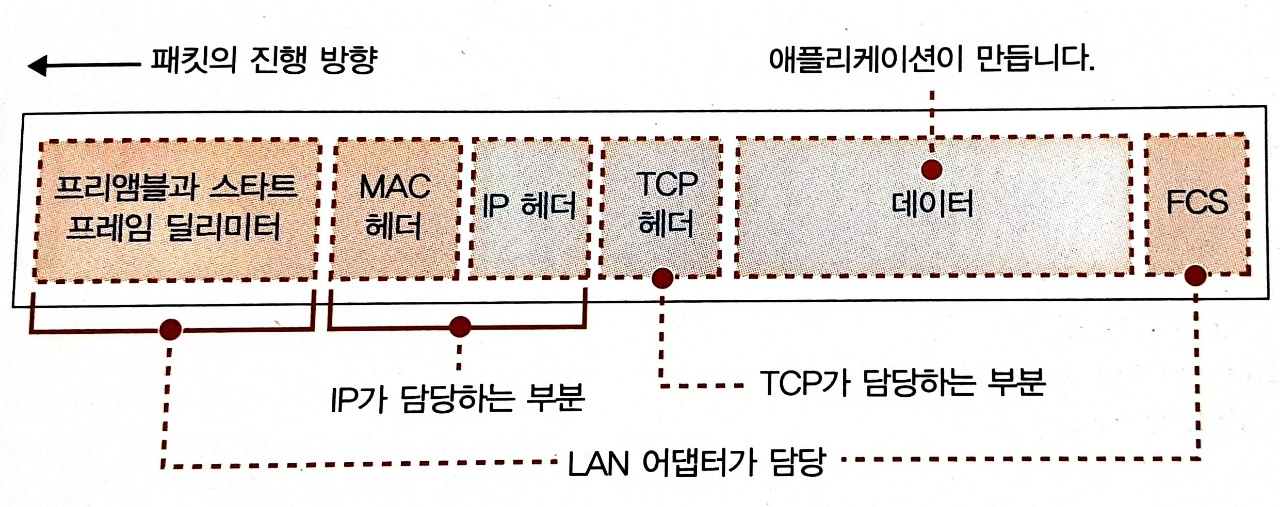 패킷의 진행 방향
애플리케이션이 만듭니다.
프리앰블과 스타트
프레임 딜리미터
MAC
헤더
IP 헤더
TCP
헤더
데이터
FCS
IP가 담당하는 부분
TCP가 담당하는 부분
LAN 어댑터가 담당